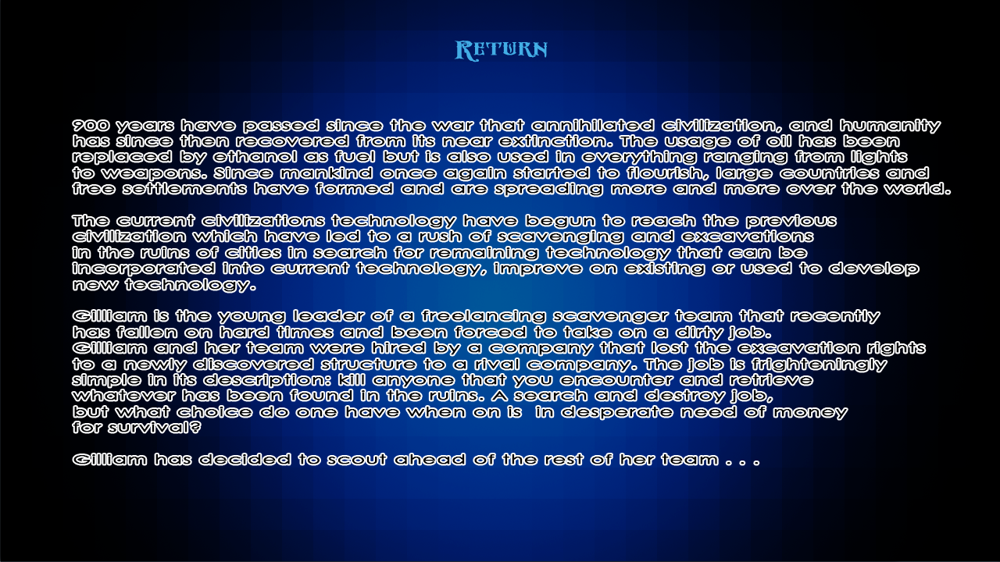 Return
900 years have passed since the war that annihilated civilization, and humanity
has since then recovered from its near extinction. The usage of oil has been
replaced by ethanol as fuel but is also used in everything ranging from lights
to weapons. Since mankind once again started to flourish, large countries and
free settlements have formed and are spreading more and more over the world.
The current civilizations technology have begun to reach the previous
civilization which have led to a rush of scavenging and excavations
in the ruins of cities in search for remaining technology that can be
incorporated into current technology, improve on existing or used to develop
new technology.
Gilliam is the young leader of a freelancing scavenger team that recently
has fallen on hard times and been forced to take on a dirty job.
Gilliam and her team were hired by a company that lost the excavation rights
to a newly discovered structure to a rival company. The job is frighteningly
simple in its description: kill anyone that you encounter and retrieve
whatever has been found in the ruins. A search and destroy job,
but what choice do one have when on is  in desperate need of money
for survival?
Gilliam has decided to scout ahead of the rest of her team . . .